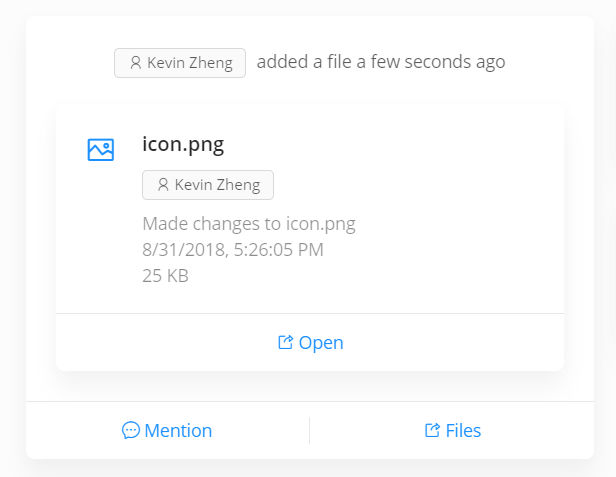 Kevin Zheng added a file a few seconds ago
icon.png
Kevin Zheng
Made changes to icon.png
8/31/2018, 5:26:05 PM
25 KB
Open
Mention Files